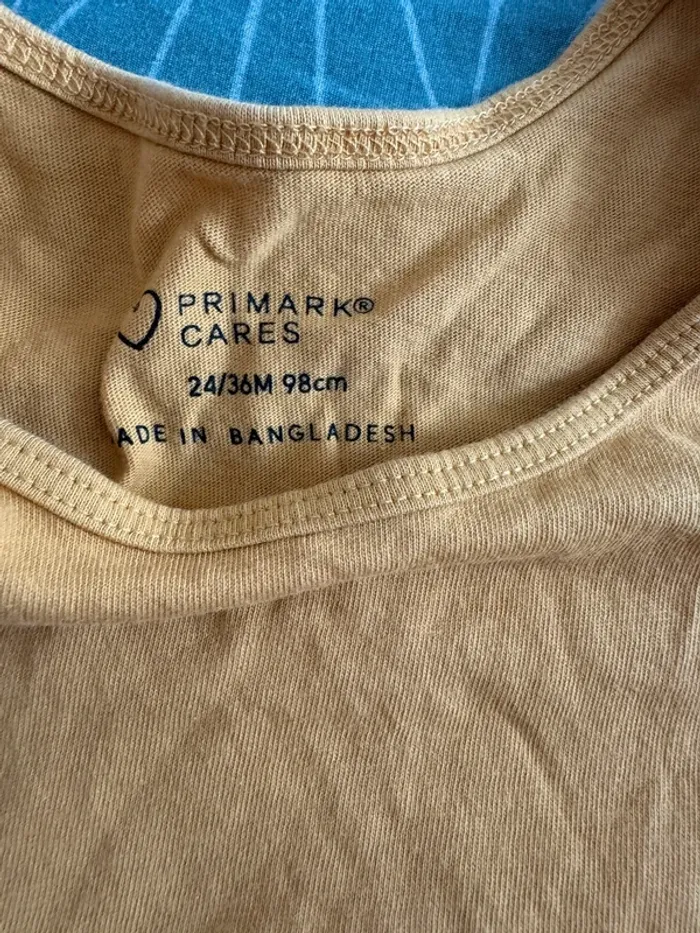 PRIMARK®
CARES
24/36M 98cm
ADE IN BANGLADESH